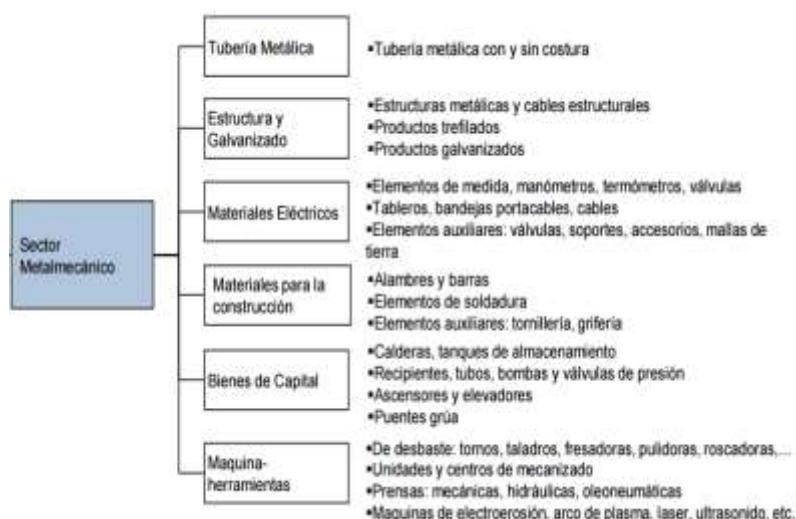 Sector
Metalmecánico
Tubería Metálica
▪Tubería metálica con y sin costura
Estructura y
Galvanizado
▪Estructuras metálicas y cables estructurales
▪Productos trefilados
▪Productos galvanizados
Materiales Eléctricos
▪Elementos de medida, manómetros, termómetros, válvulas
▪Tableros, bandejas portacables, cables
▪Elementos auxiliares: válvulas, soportes, accesorios, mallas de
tierra
Materiales para la
construcción
▪Alambres y barras
▪Elementos de soldadura
▪Elementos auxiliares: tornillería, grifería
Bienes de Capital
▪Calderas, tanques de almacenamiento
▪Recipientes, tubos, bombas y válvulas de presión
▪Ascensores y elevadores
▪Puentes grúa
Maquina-
herramientas
▪De desbaste: tornos, taladros, fresadoras, pulidoras, roscadoras,...
▪Unidades y centros de mecanizado
▪Prensas: mecánicas, hidráulicas, oleoneumáticas
▪Maquinas de electroerosión, arco de plasma, laser, ultrasonido, etc.